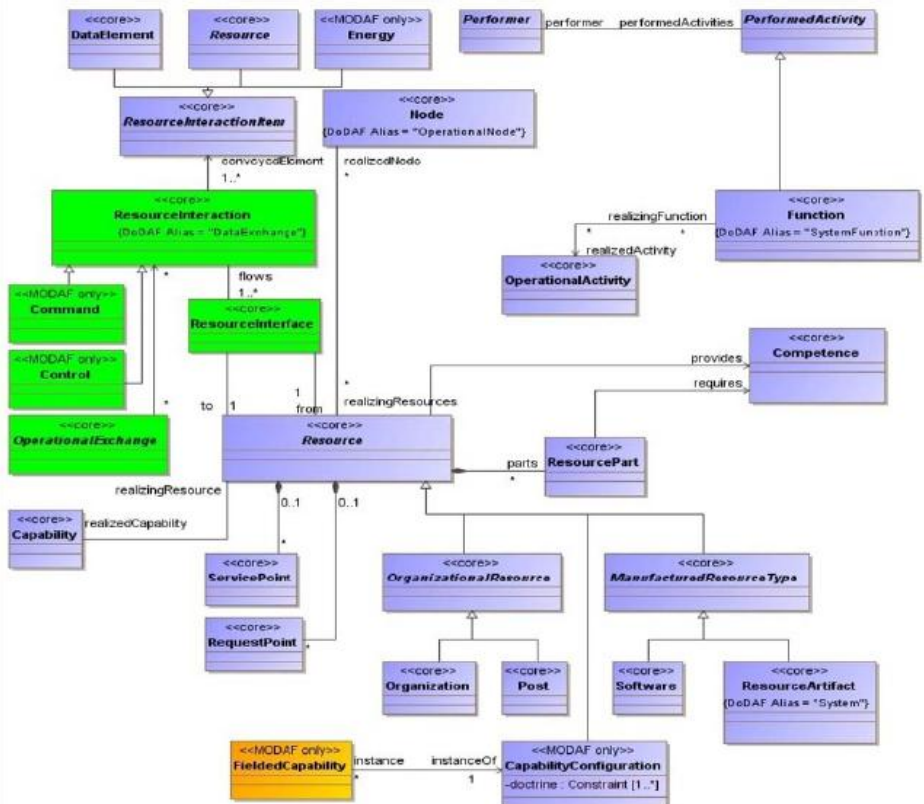 <<core>>
DataElement
<<core>>
Resource
<<MODAF only>>
Energy
Performer
performer
performedActivities
PerformedActivity
<<core>>
ResourceInteractionItem
<<core>>
Node
{DoDAF Alias = "OperationalNode"}
conveyedElement
1..*
realizedNode
*
<<core>>
ResourceInteraction
{DoDAF Alias = "DataExchange"}
<<core>>
Function
{DoDAF Alias = "SystemFunction"}
realizingFunction
*
*
realizedActivity
<<core>>
OperationalActivity
*
flows
1..*
<<MODAF only>>
Command
<<core>>
ResourceInterface
<<MODAF only>>
Control
<<core>>
Competence
provides
requires
*
to
1
1
from
*
realizingResources
<<core>>
OperationalExchange
<<core>>
Resource
parts
*
<<core>>
ResourcePart
realizingResource
0..1
0..1
<<core>>
Capability
realizedCapability
*
<<core>>
ServicePoint
<<core>>
OrganizationalResource
<<core>>
ManufacturedResourceType
<<core>>
RequestPoint
*
<<core>>
Organization
<<core>>
Post
<<core>>
Software
<<core>>
ResourceArtifact
{DoDAF Alias = "System"}
<<MODAF only>>
FieldedCapability
instance
*
instanceOf
1
<<MODAF only>>
CapabilityConfiguration
-doctrine : Constraint [1..*]